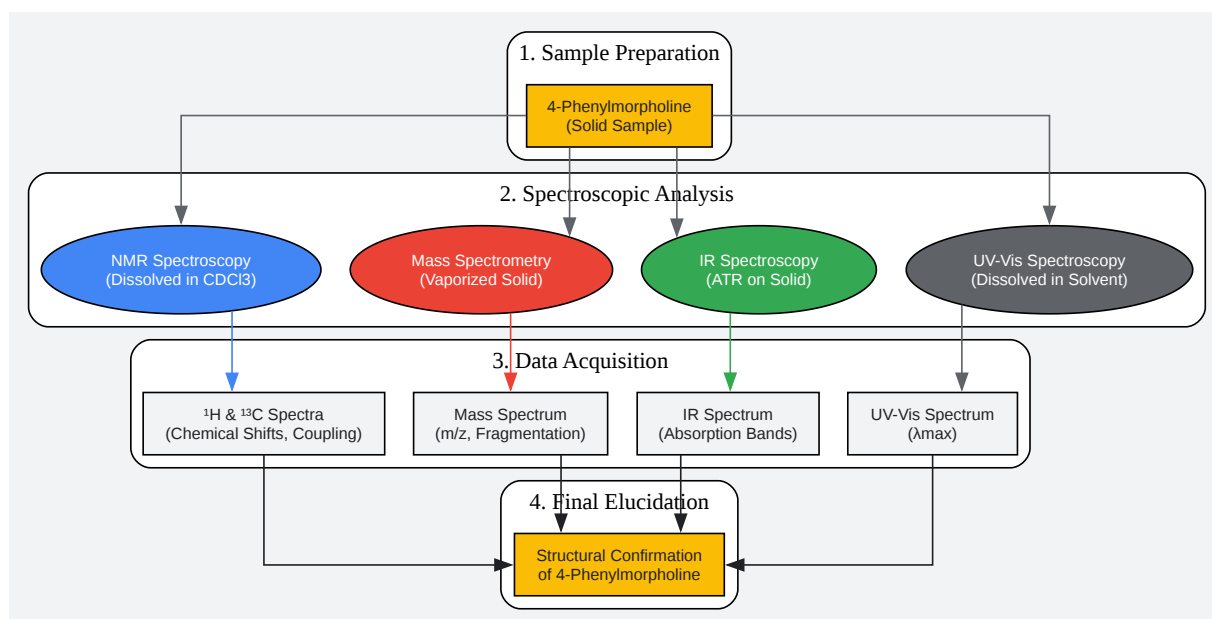 1. Sample Preparation
4-Phenylmorpholine
(Solid Sample)
2. Spectroscopic Analysis
NMR Spectroscopy
(Dissolved in CDCl3)
Mass Spectrometry
(Vaporized Solid)
IR Spectroscopy
(ATR on Solid)
UV-Vis Spectroscopy
(Dissolved in Solvent)
3. Data Acquisition
¹H & ¹³C Spectra
(Chemical Shifts, Coupling)
Mass Spectrum
(m/z, Fragmentation)
IR Spectrum
(Absorption Bands)
UV-Vis Spectrum
(λmax)
4. Final Elucidation
Structural Confirmation
of 4-Phenylmorpholine